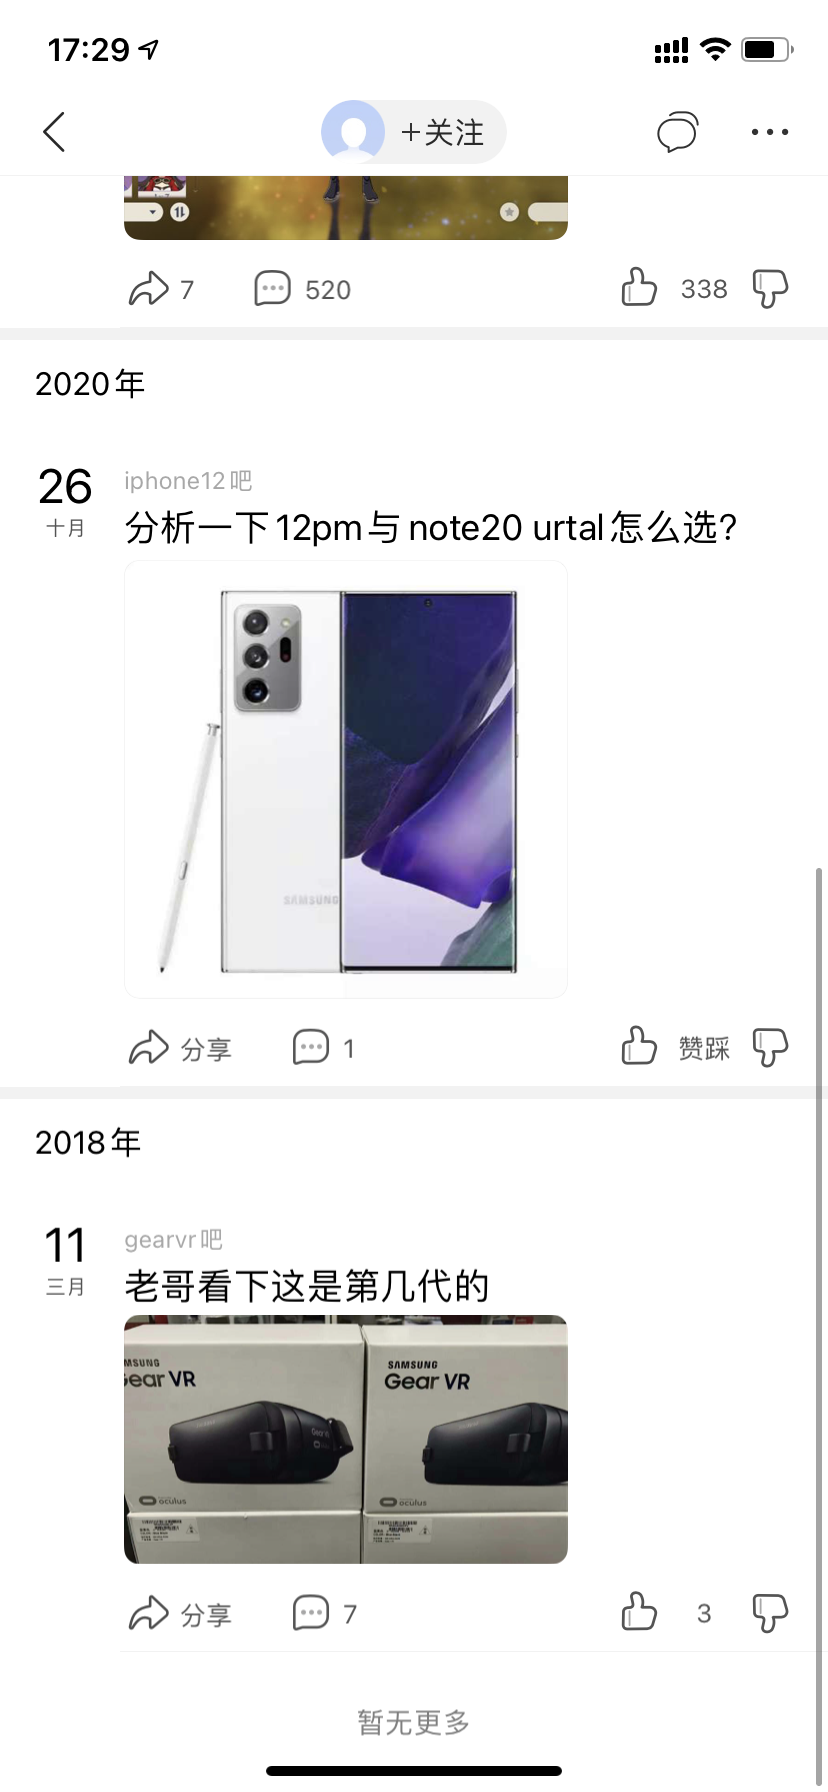 17:29
+关注
7
520
338
2020年
26
十月
iphone12吧
分析一下12pm与note20 urtal怎么选?
SAMSUNG
分享
1
赞踩
2018年
11
三月
gearvr吧
老哥看下这是第几代的
MSUNG
ear VR
SAMSUNG
Gear VR
oculus
oculus
分享
7
3
暂无更多